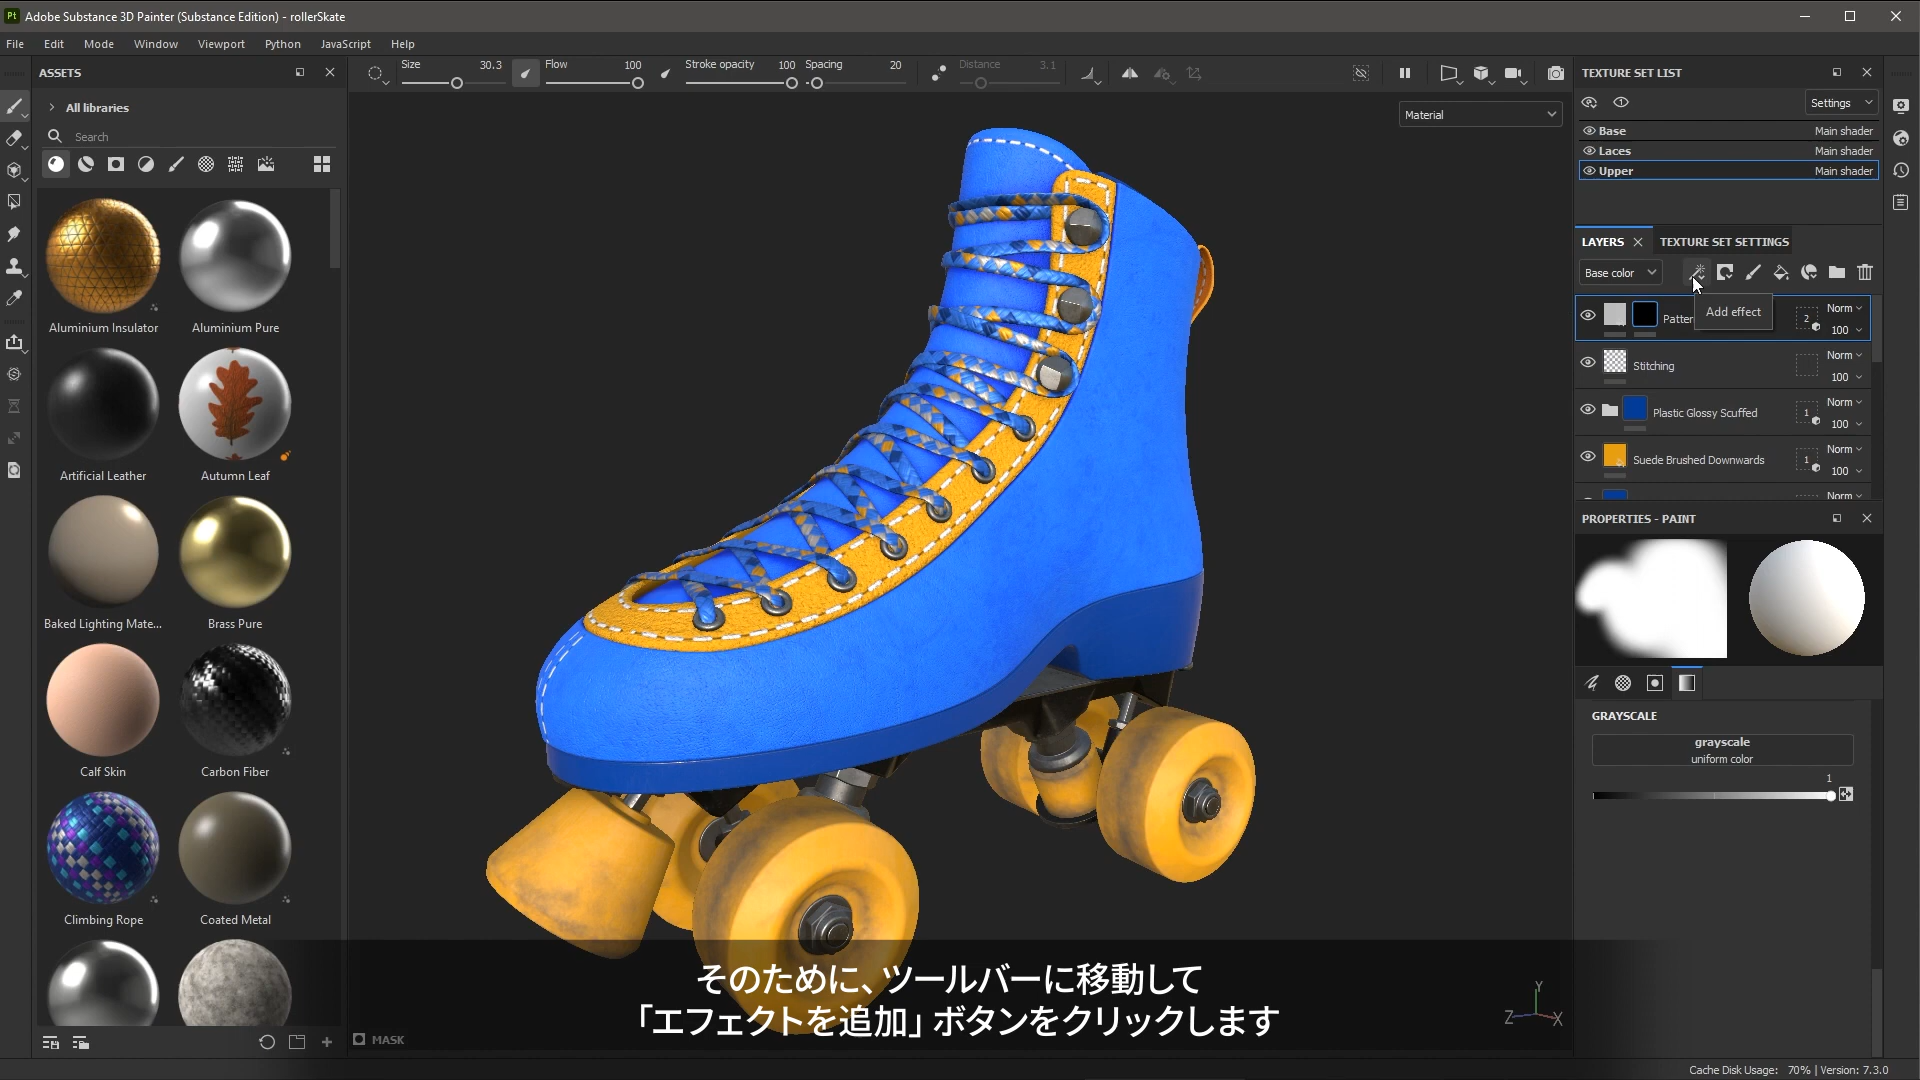 Pt Adobe Substance 3D Painter (Substance Edition) - rollerSkate
File Edit Mode Window Viewport Python JavaScript Help
ASSETS
All libraries
Search
Aluminium Insulator Aluminium Pure
Artificial Leather Autumn Leaf
Baked Lighting Mate... Brass Pure
Calf Skin Carbon Fiber
Climbing Rope Coated Metal
Size 30.3 Flow 100 Stroke opacity 100 Spacing 20 Distance 3.1
Material
MASK
Y
Z X
TEXTURE SET LIST
Settings
Base Main shader
Laces Main shader
Upper Main shader
LAYERS TEXTURE SET SETTINGS
Base color
Add effect
Patter 2 Norm
100
Stitching Norm
100
Plastic Glossy Scuffed 1 Norm
100
Suede Brushed Downwards 1 Norm
100
Norm
PROPERTIES - PAINT
GRAYSCALE
grayscale
uniform color
1
そのために、ツールバーに移動して
「エフェクトを追加」ボタンをクリックします
Cache Disk Usage: 70% | Version: 7.3.0